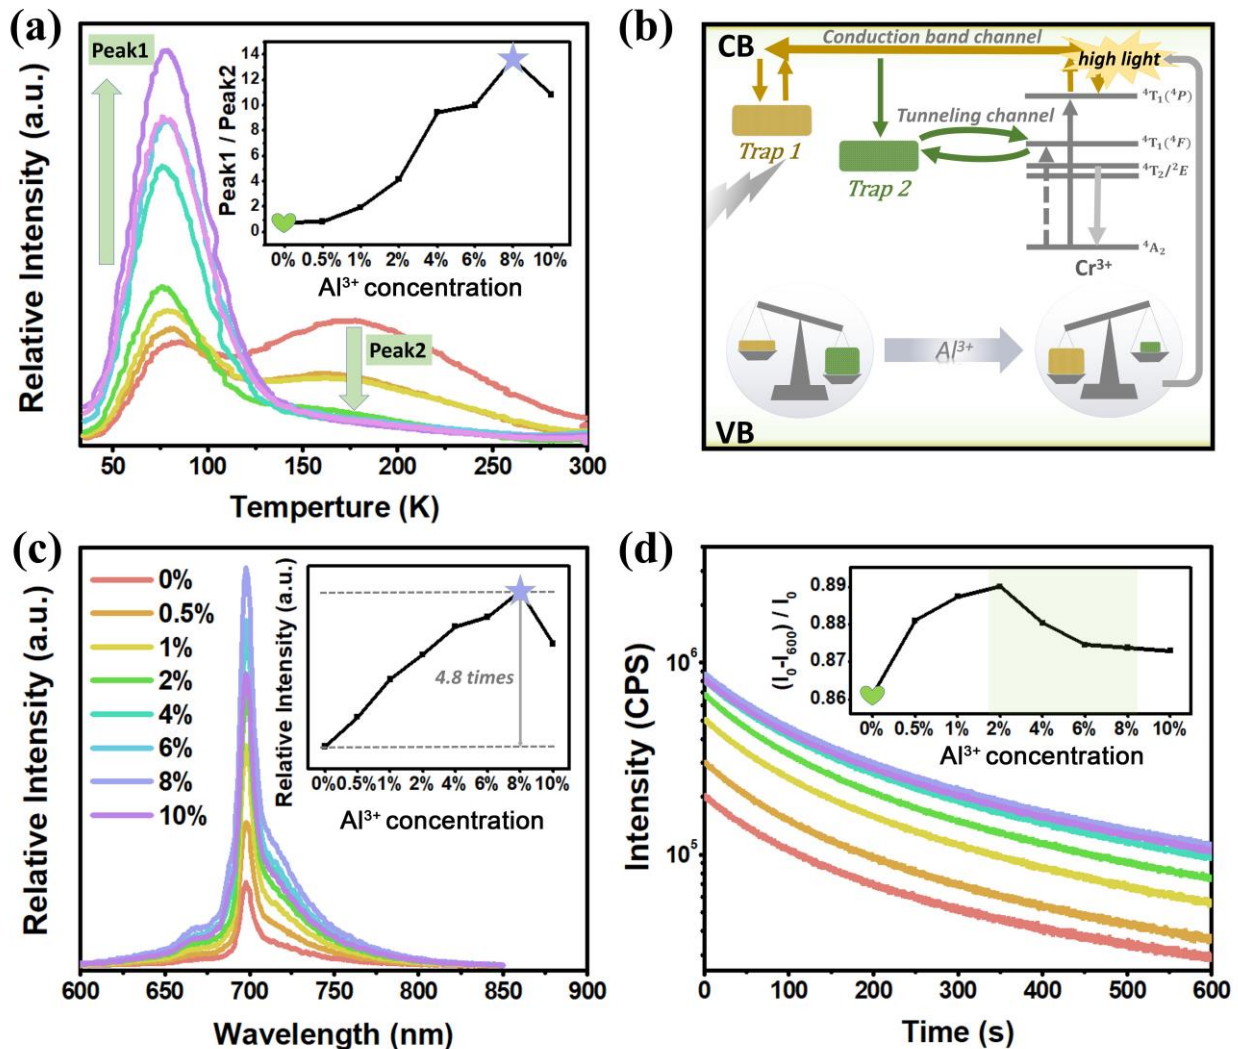 (a)
Relative Intensity (a.u.)
Peak1
Peak2
Peak1 / Peak2
14
12
10
8
6
4
2
0
0% 0.5% 1% 2% 4% 6% 8% 10%
Al³⁺ concentration
50 100 150 200 250 300
Temperture (K)
(b)
CB
Conduction band channel
high light
⁴T₁(⁴P)
Tunneling channel
⁴T₁(⁴F)
Trap 1
⁴T₂/²E
Trap 2
⁴A₂
Cr³⁺
Al³⁺
VB
(c)
Relative Intensity (a.u.)
0%
0.5%
1%
2%
4%
6%
8%
10%
Relative Intensity (a.u.)
4.8 times
0% 0.5% 1% 2% 4% 6% 8% 10%
Al³⁺ concentration
600 650 700 750 800 850 900
Wavelength (nm)
(d)
Intensity (CPS)
10⁶
10⁵
(I₀-I₆₀₀) / I₀
0.89
0.88
0.87
0.86
0% 0.5% 1% 2% 4% 6% 8% 10%
Al³⁺ concentration
0 100 200 300 400 500 600
Time (s)